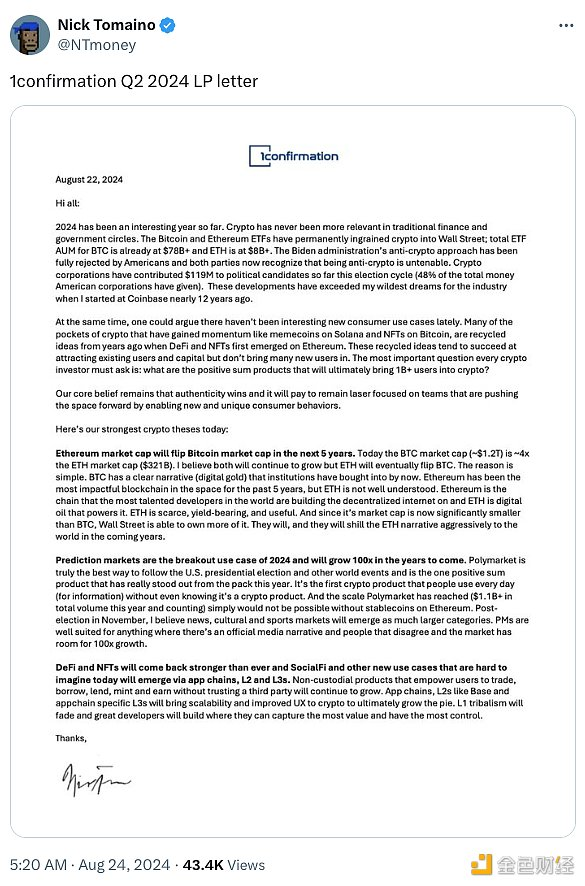 Nick Tomaino
@NTmoney
1confirmation Q2 2024 LP letter
1confirmation
August 22, 2024
Hi all:
2024 has been an interesting year so far. Crypto has never been more relevant in traditional finance and
government circles. The Bitcoin and Ethereum ETFs have permanently ingrained crypto into Wall Street; total ETF
AUM for BTC is already at $78B+ and ETH is at $8B+. The Biden administration's anti-crypto approach has been
fully rejected by Americans and both parties now recognize that being anti-crypto is untenable. Crypto
corporations have contributed $119M to political candidates so far this election cycle (48% of the total money
American corporations have given). These developments have exceeded my wildest dreams for the industry
when I started at Coinbase nearly 12 years ago.
At the same time, one could argue there haven't been interesting new consumer use cases lately. Many of the
pockets of crypto that have gained momentum like memecoins on Solana and NFTs on Bitcoin, are recycled
ideas from years ago when DeFi and NFTs first emerged on Ethereum. These recycled ideas tend to succeed at
attracting existing users and capital but don't bring many new users in. The most important question every crypto
investor must ask is: what are the positive sum products that will ultimately bring 1B+ users into crypto?
Our core belief remains that authenticity wins and it will pay to remain laser focused on teams that are pushing
the space forward by enabling new and unique consumer behaviors.
Here's our strongest crypto theses today:
Ethereum market cap will flip Bitcoin market cap in the next 5 years. Today the BTC market cap (~$1.2T) is ~4x
the ETH market cap ($321B). I believe both will continue to grow but ETH will eventually flip BTC. The reason is
simple. BTC has a clear narrative (digital gold) that institutions have bought into by now. Ethereum has been the
most impactful blockchain in the space for the past 5 years, but ETH is not well understood. Ethereum is the
chain that the most talented developers in the world are building the decentralized internet on and ETH is digital
oil that powers it. ETH is scarce, yield-bearing, and useful. And since it's market cap is now significantly smaller
than BTC, Wall Street is able to own more of it. They will, and they will shill the ETH narrative aggressively to the
world in the coming years.
Prediction markets are the breakout use case of 2024 and will grow 100x in the years to come. Polymarket is
truly the best way to follow the U.S. presidential election and other world events and is the one positive sum
product that has really stood out from the pack this year. It's the first crypto product that people use every day
(for information) without even knowing it's a crypto product. And the scale Polymarket has reached ($1.1B+ in
total volume this year and counting) simply would not be possible without stablecoins on Ethereum. Post-
election in November, I believe news, cultural and sports markets will emerge as much larger categories. PMs are
well suited for anything where there's an official media narrative and people that disagree and the market has
room for 100x growth.
DeFi and NFTs will come back stronger than ever and SocialFi and other new use cases that are hard to
imagine today will emerge via app chains, L2 and L3s. Non-custodial products that empower users to trade,
borrow, lend, mint and earn without trusting a third party will continue to grow. App chains, L2s like Base and
appchain specific L3s will bring scalability and improved UX to crypto to ultimately grow the pie. L1 tribalism will
fade and great developers will build where they can capture the most value and have the most control.
Thanks,
5:20 AM · Aug 24, 2024 · 43.4K Views
金色财经